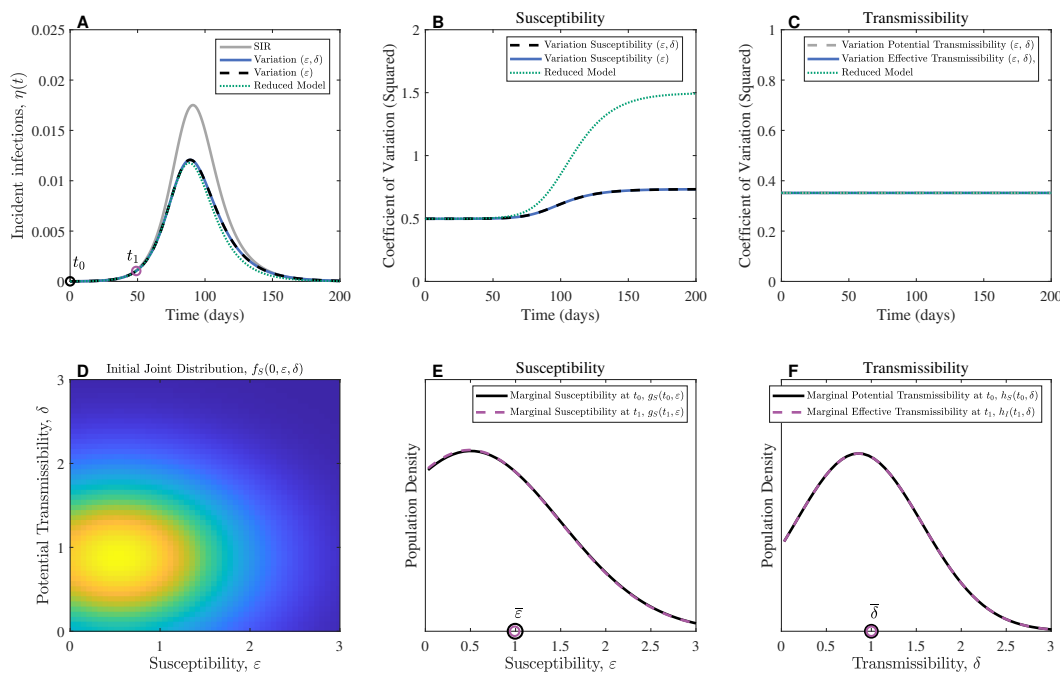 A
SIR
Variation (ε, δ)
Variation (ε)
Reduced Model
Incident infections, η(t)
0.025
0.02
0.015
0.01
0.005
0
t₀
t₁
0 50 100 150 200
Time (days)
B
Susceptibility
Variation Susceptibility (ε, δ)
Variation Susceptibility (ε)
Reduced Model
Coefficient of Variation (Squared)
2
1.5
1
0.5
0
0 50 100 150 200
Time (days)
C
Transmissibility
Variation Potential Transmissibility (ε, δ)
Variation Effective Transmissibility (ε, δ),
Reduced Model
Coefficient of Variation (Squared)
1
0.8
0.6
0.4
0.2
0
0 50 100 150 200
Time (days)
D
Initial Joint Distribution, f_S(0, ε, δ)
Potential Transmissibility, δ
3
2
1
0
0 1 2 3
Susceptibility, ε
E
Susceptibility
Marginal Susceptibility at t₀, g_S(t₀, ε)
Marginal Susceptibility at t₁, g_S(t₁, ε)
Population Density
ε̅
0 0.5 1 1.5 2 2.5 3
Susceptibility, ε
F
Transmissibility
Marginal Potential Transmissibility at t₀, h_S(t₀, δ)
Marginal Effective Transmissibility at t₁, h_I(t₁, δ)
Population Density
δ̅
0 0.5 1 1.5 2 2.5 3
Transmissibility, δ